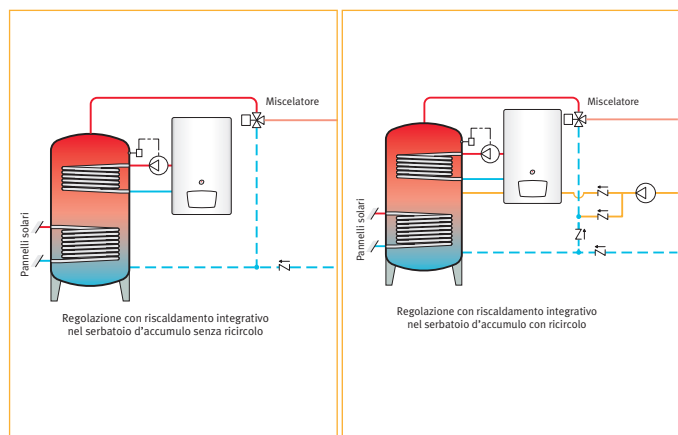 Miscelatore
Pannelli solari
Regolazione con riscaldamento integrativo
nel serbatoio d'accumulo senza ricircolo
Miscelatore
Pannelli solari
Regolazione con riscaldamento integrativo
nel serbatoio d'accumulo con ricircolo